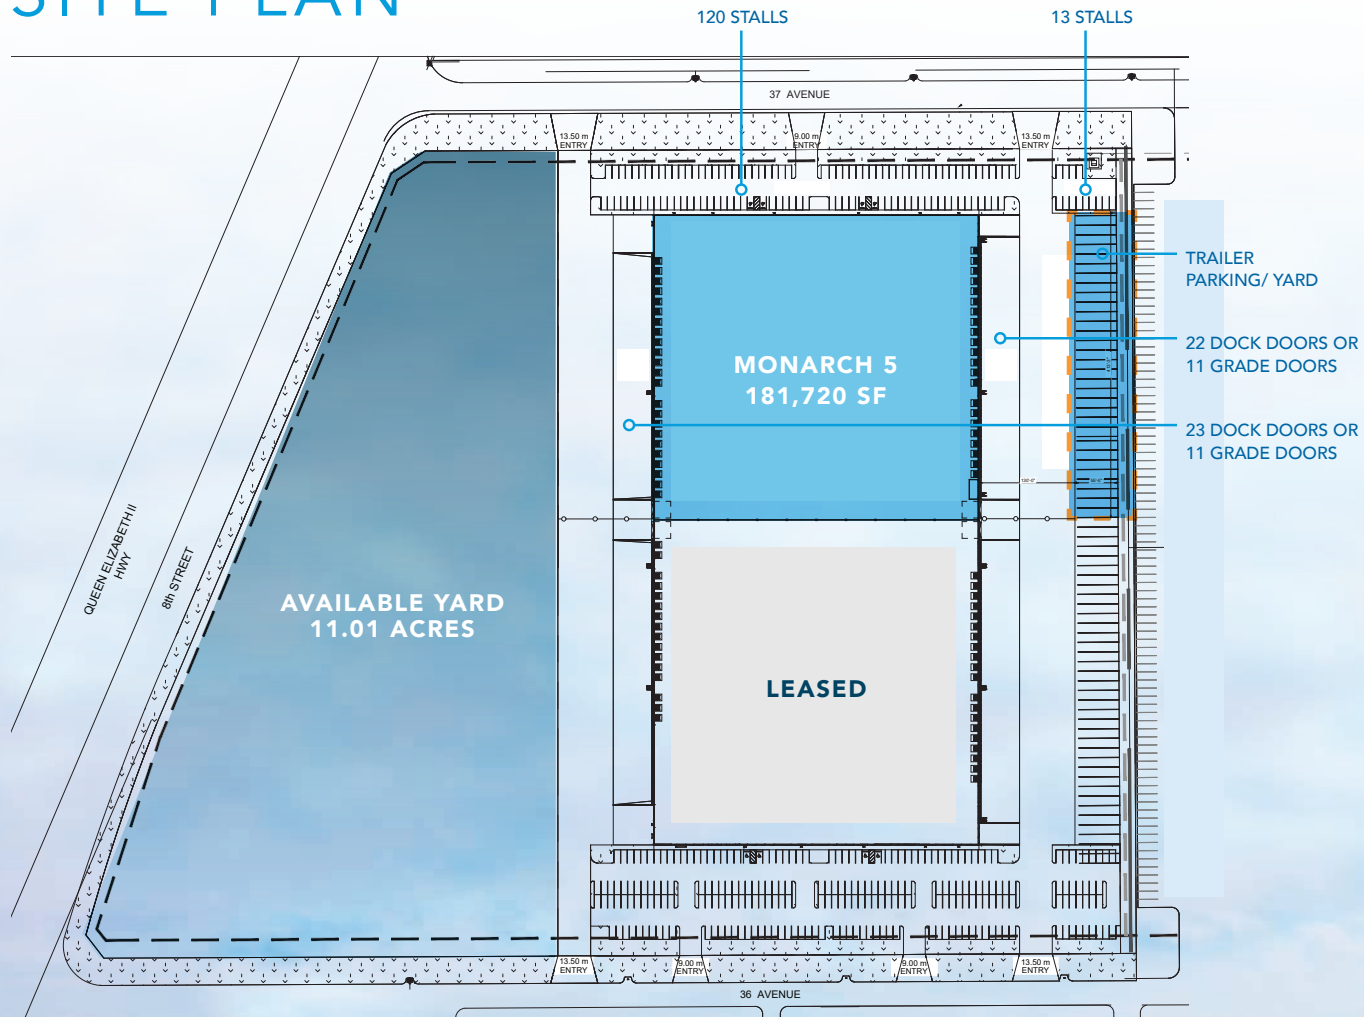 SITE PLAN
120 STALLS
13 STALLS
37 AVENUE
13.50 m
ENTRY
9.00 m
ENTRY
13.50 m
ENTRY
TRAILER
PARKING/ YARD
22 DOCK DOORS OR
11 GRADE DOORS
MONARCH 5
181,720 SF
23 DOCK DOORS OR
11 GRADE DOORS
QUEEN ELIZABETH II
HWY
8th STREET
AVAILABLE YARD
11.01 ACRES
LEASED
13.50 m
ENTRY
9.00 m
ENTRY
9.00 m
ENTRY
13.50 m
ENTRY
36 AVENUE